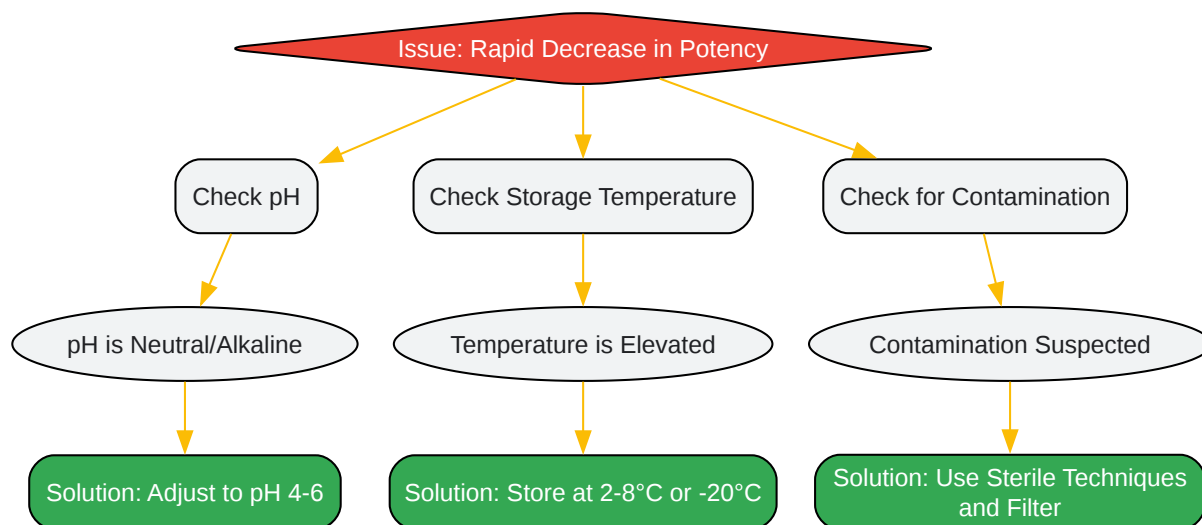 Issue: Rapid Decrease in Potency
Check pH
Check Storage Temperature
Check for Contamination
pH is Neutral/Alkaline
Temperature is Elevated
Contamination Suspected
Solution: Adjust to pH 4-6
Solution: Store at 2-8°C or -20°C
Solution: Use Sterile Techniques
and Filter